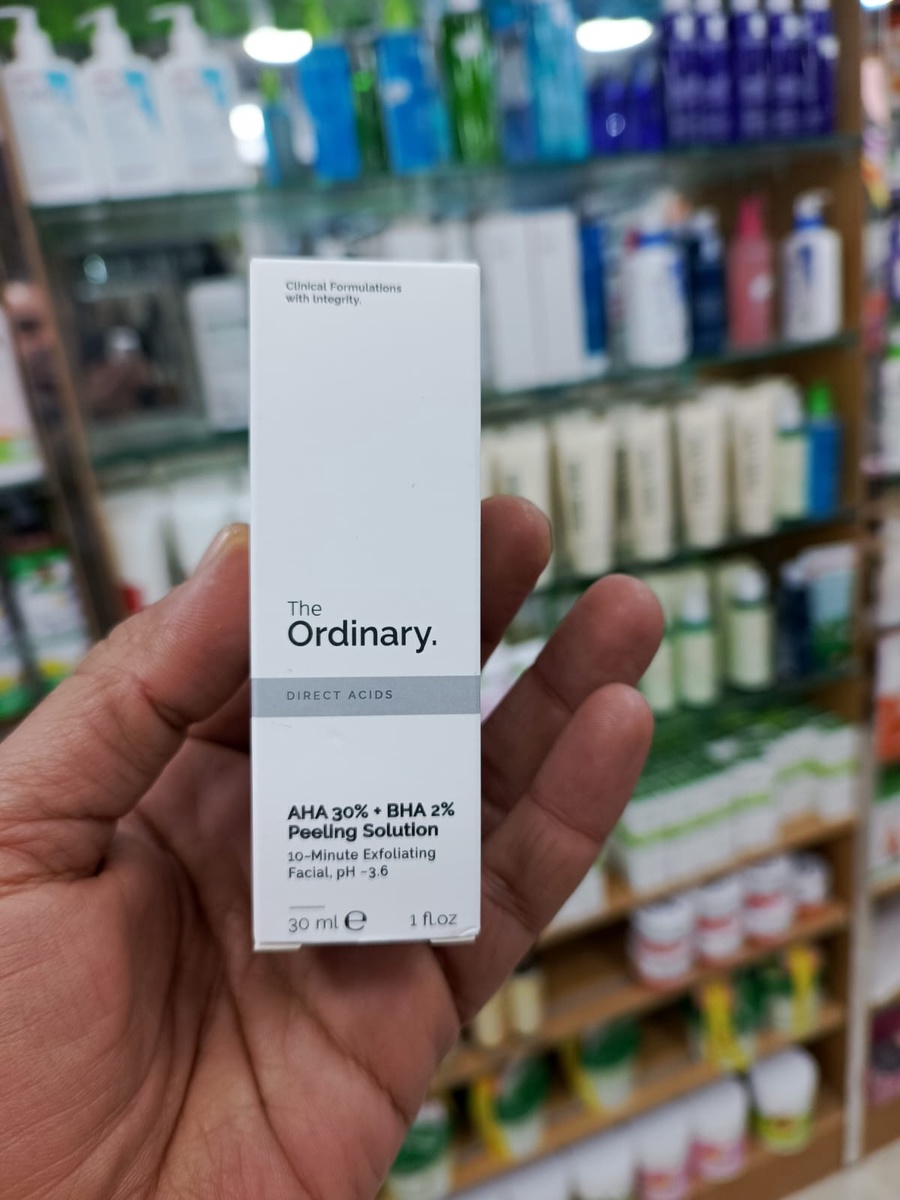 Clinical Formulations
with Integrity.
The
Ordinary.
DIRECT ACIDS
AHA 30% + BHA 2%
Peeling Solution
10-Minute Exfoliating
Facial, pH ~3.6
30 ml ℮ 1 fl.oz